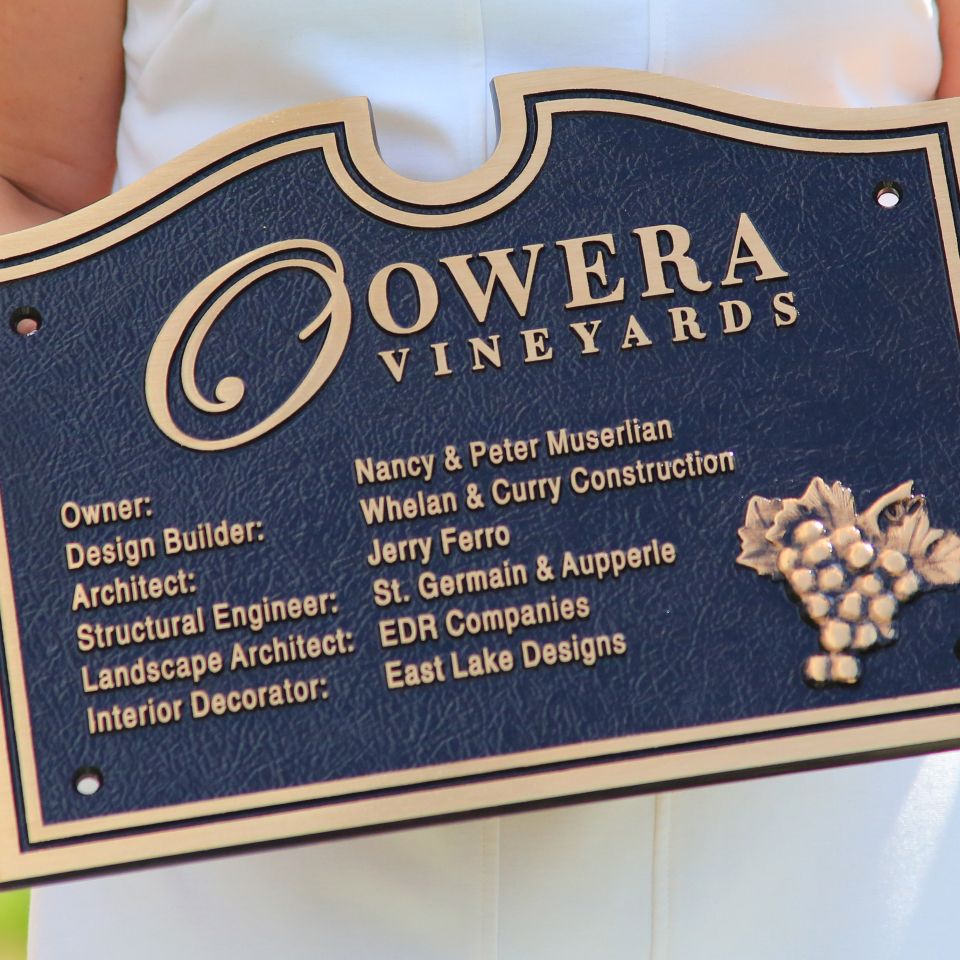 OWERA
VINEYARDS
Owner: Nancy & Peter Muserlian
Design Builder: Whelan & Curry Construction
Architect: Jerry Ferro
Structural Engineer: St. Germain & Aupperle
Landscape Architect: EDR Companies
Interior Decorator: East Lake Designs